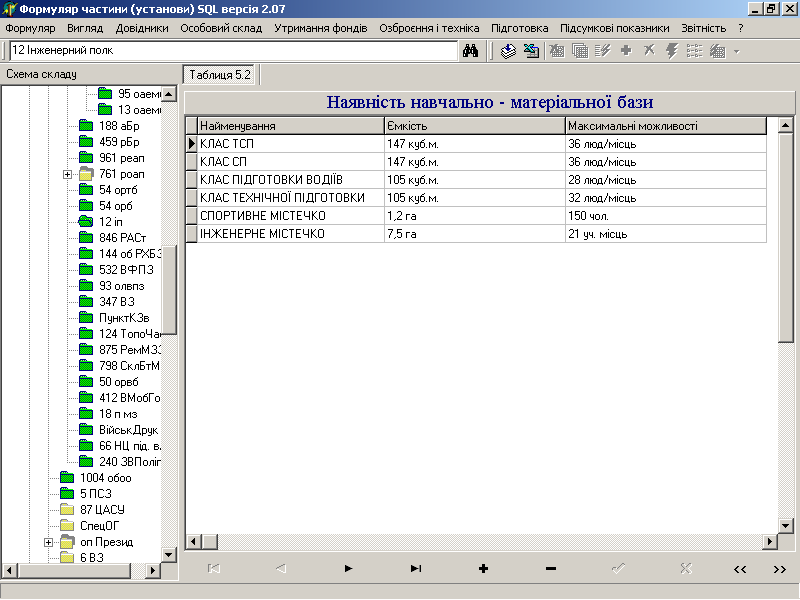 Формуляр частини (установи) SQL версія 2.07
Формуляр Вигляд Довідники Особовий склад Утримання фондів Озброєння і техніка Підготовка Підсумкові показники Звітність ?
12 Інженерний полк
Схема складу
Таблиця 5.2
95 оаем
13 оаем
188 аБр
459 рБр
961 реап
761 роап
54 ортб
54 орб
12 іп
846 РАСт
144 об РХБЗ
532 ВФПЗ
93 олвпз
347 ВЗ
ПунктКЗв
124 ТопоЧа
875 РемМЗЗ
798 СклБтМ
50 орвб
412 ВМобГо
18 п мз
ВійськДрук
66 НЦ під. в.
240 ЗВПоліг
1004 обоо
5 ПСЗ
87 ЦАСУ
СпецОГ
оп Презид
6 ВЗ
Наявність навчально - матеріальної бази
Найменування Ємкість Максимальні можливості
КЛАС ТСП 147 куб.м. 36 люд/місць
КЛАС СП 147 куб.м. 36 люд/місць
КЛАС ПІДГОТОВКИ ВОДІЇВ 105 куб.м. 28 люд/місць
КЛАС ТЕХНІЧНОЇ ПІДГОТОВКИ 105 куб.м. 32 люд/місць
СПОРТИВНЕ МІСТЕЧКО 1,2 га 150 чол.
ІНЖЕНЕРНЕ МІСТЕЧКО 7,5 га 21 уч. місць
<< >>